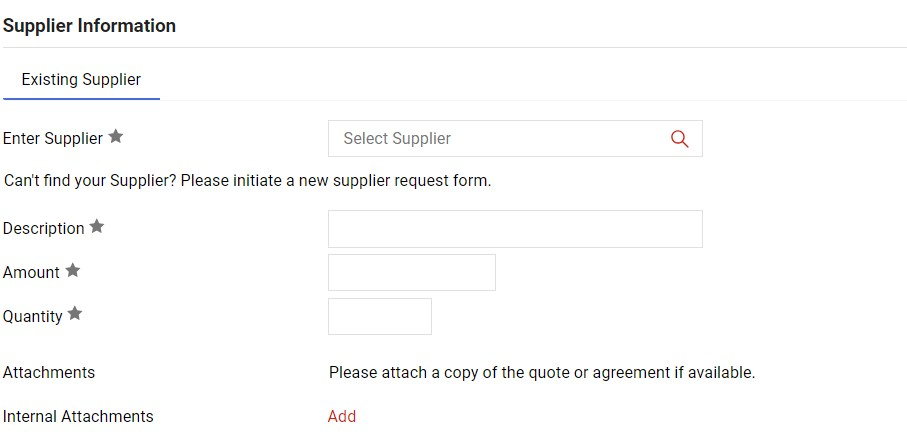 Supplier Information
Existing Supplier
Enter Supplier ★ Select Supplier
Can't find your Supplier? Please initiate a new supplier request form.
Description ★
Amount ★
Quantity ★
Attachments Please attach a copy of the quote or agreement if available.
Internal Attachments Add